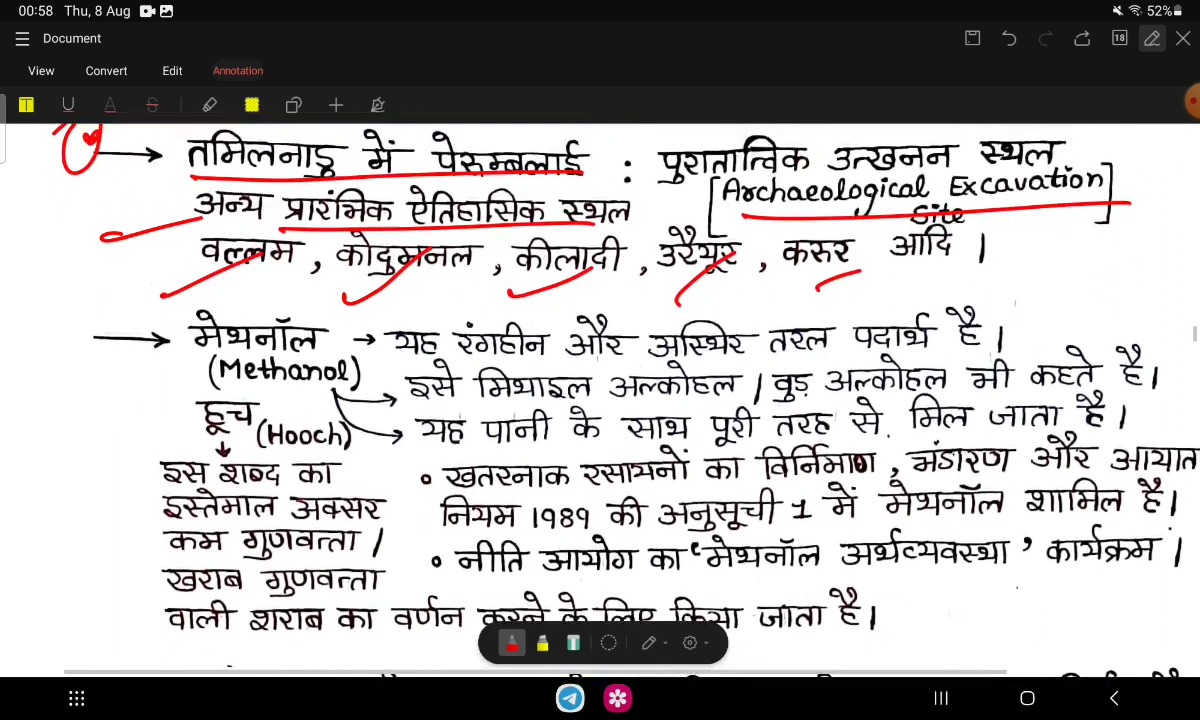 00:58 Thu, 8 Aug 52%
Document 18
View Convert Edit Annotation
T U A S
→ तमिलनाडु में पेरुम्बलाई : पुरातात्विक उत्खनन स्थल
[Archaeological Excavation Site]
अन्य प्रारंभिक ऐतिहासिक स्थल
वल्लम, कोदुमनल, कीलादी, उरैयूर, करुर आदि।
→ मेथनॉल → यह रंगहीन और अस्थिर तरल पदार्थ है।
(Methanol) → इसे मिथाइल अल्कोहल / वुड़ अल्कोहल भी कहते है।
→ यह पानी के साथ पूरी तरह से मिल जाता है।
• खतरनाक रसायनों का विनिर्माण, भंडारण और आयात
नियम 1989 की अनुसूची 1 में मेथनॉल शामिल है।
• नीति आयोग का 'मेथनॉल अर्थव्यवस्था' कार्यक्रम।
हूच (Hooch)
↓
इस शब्द का
इस्तेमाल अक्सर
कम गुणवत्ता /
खराब गुणवत्ता
वाली शराब का वर्णन करने के लिए किया जाता है।